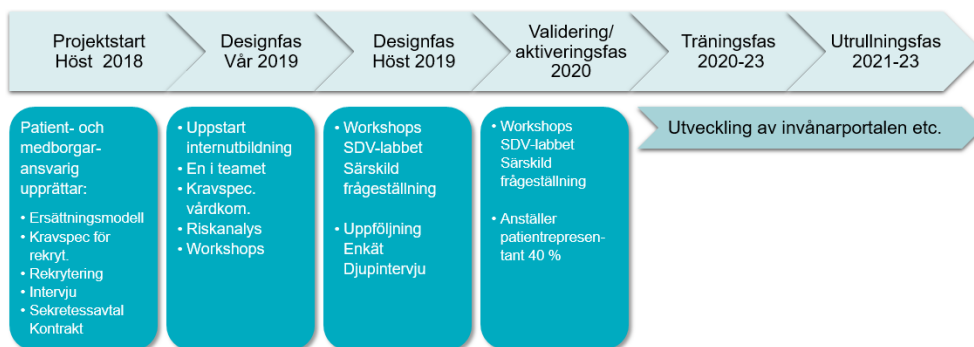 Projektstart
Höst  2018
Designfas
Vår 2019
Designfas
Höst 2019
Validering/
aktiveringsfas
2020
Träningsfas
2020-23
Utrullningsfas
2021-23
Patient- och
medborgar-
ansvarig
upprättar:
• Ersättningsmodell
• Kravspec för
rekryt.
• Rekrytering
• Intervju
• Sekretessavtal
Kontrakt
• Uppstart
internutbildning
• En i teamet
• Kravspec.
vårdkom.
• Riskanalys
• Workshops
• Workshops
SDV-labbet
Särskild
frågeställning
• Uppföljning
Enkät
Djupintervju
• Workshops
SDV-labbet
Särskild
frågeställning
• Anställer
patientrepresen-
tant 40 %
Utveckling av invånarportalen etc.